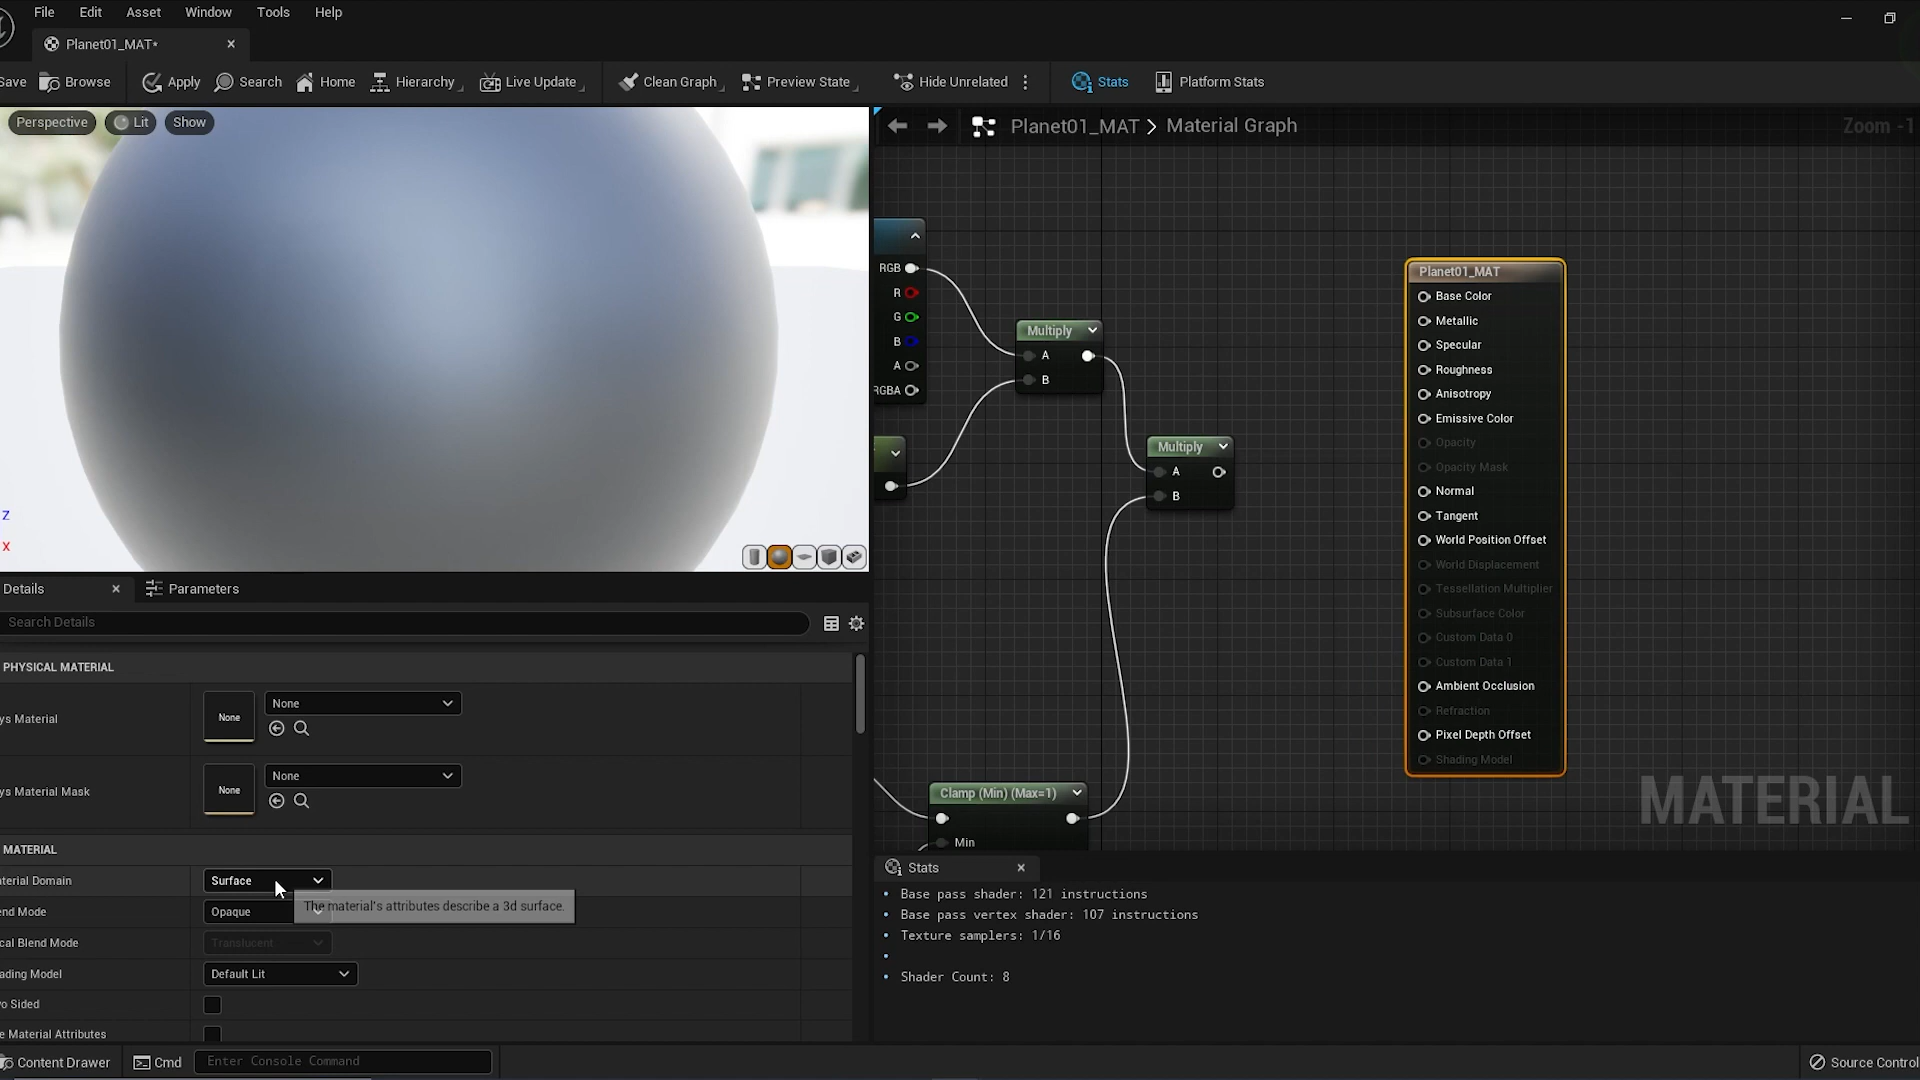 File Edit Asset Window Tools Help
Planet01_MAT*
Save Browse Apply Search Home Hierarchy Live Update Clean Graph Preview State Hide Unrelated Stats Platform Stats
Perspective Lit Show
Planet01_MAT > Material Graph
Zoom -1
RGB
R
G
B
A
RGBA
Multiply
A
B
Multiply
A
B
Clamp (Min) (Max=1)
Min
Planet01_MAT
Base Color
Metallic
Specular
Roughness
Anisotropy
Emissive Color
Opacity
Opacity Mask
Normal
Tangent
World Position Offset
World Displacement
Tessellation Multiplier
Subsurface Color
Custom Data 0
Custom Data 1
Ambient Occlusion
Refraction
Pixel Depth Offset
Shading Model
MATERIAL
Z
X
Details
Parameters
Search Details
PHYSICAL MATERIAL
ys Material
None
None
ys Material Mask
None
None
MATERIAL
terial Domain
Surface
The material's attributes describe a 3d surface.
end Mode
Opaque
cal Blend Mode
Translucent
ading Model
Default Lit
o Sided
e Material Attributes
Stats
Base pass shader: 121 instructions
Base pass vertex shader: 107 instructions
Texture samplers: 1/16
Shader Count: 8
Content Drawer Cmd Enter Console Command
Source Control